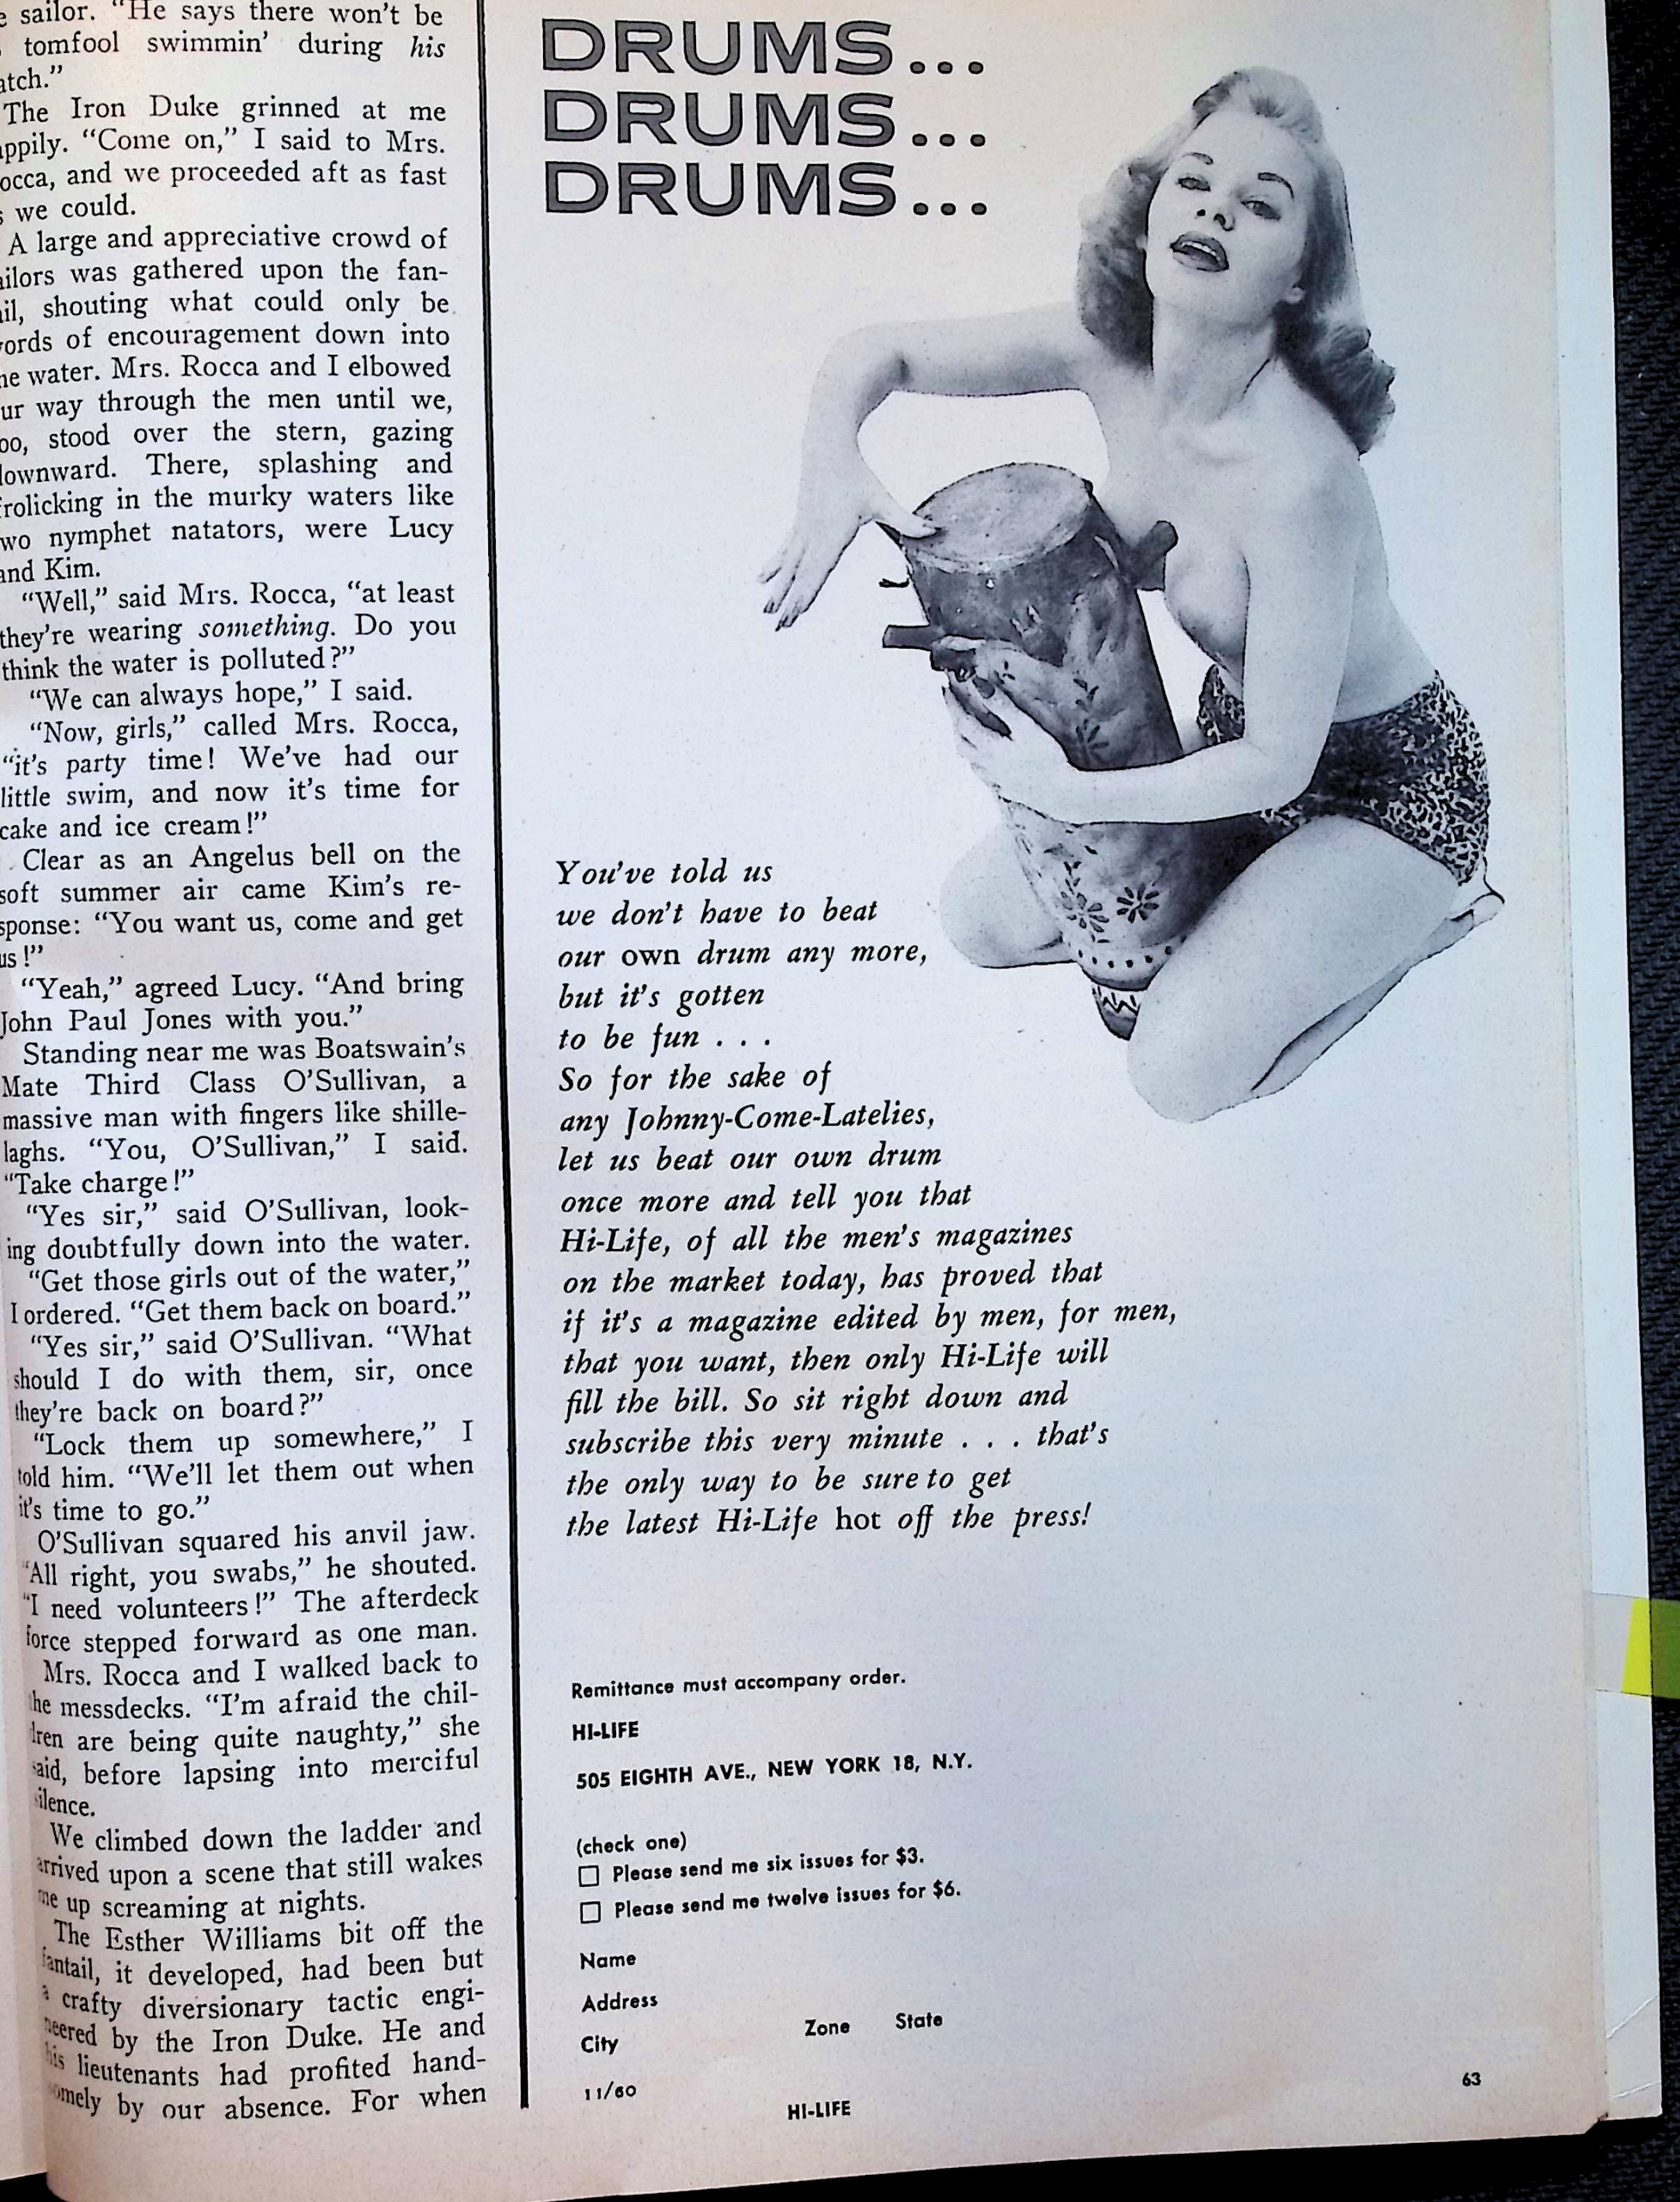 sailor. "He says there won't be
tomfool swimmin' during his
The Iron Duke grinned at me
"Come on," I said to Mrs.
and we proceeded aft as fast
we could.
A large and appreciative crowd of
was gathered upon the fan-
shouting what could only be
of encouragement down into
water. Mrs. Rocca and I elbowed
way through the men until we,
stood over the stern, gazing
There, splashing and
in the murky waters like
nymphet natators, were Lucy
and Kim.
"Well," said Mrs. Rocca, "at least
they're wearing something. Do you
think the water is polluted?"
"We can always hope," I said.
"Now, girls," called Mrs. Rocca,
"it's party time! We've had our
little swim, and now it's time for
cake and ice cream!"
Clear as an Angelus bell on the
soft summer air came Kim's re-
sponse: "You want us, come and get
us!"
"Yeah," agreed Lucy. "And bring
John Paul Jones with you."
Standing near me was Boatswain's
Mate Third Class O'Sullivan, a
massive man with fingers like shille-
laghs. "You, O'Sullivan," I said.
"Take charge!"
"Yes sir," said O'Sullivan, look-
ing doubtfully down into the water.
"Get those girls out of the water,"
I ordered. "Get them back on board."
"Yes sir," said O'Sullivan. "What
should I do with them, sir, once
they're back on board?"
"Lock them up somewhere," I
told him. "We'll let them out when
it's time to go."
O'Sullivan squared his anvil jaw.
"All right, you swabs," he shouted.
"I need volunteers!" The afterdeck
force stepped forward as one man.
Mrs. Rocca and I walked back to
the messdecks. "I'm afraid the chil-
dren are being quite naughty," she
said, before lapsing into merciful
silence.
We climbed down the ladder and
arrived upon a scene that still wakes
me up screaming at nights.
The Esther Williams bit off the
fantail, it developed, had been but
a crafty diversionary tactic engi-
neered by the Iron Duke. He and
his lieutenants had profited hand-
somely by our absence. For when
DRUMS...
DRUMS...
DRUMS...
You've told us
we don't have to beat
our own drum any more,
but it's gotten
to be fun . . .
So for the sake of
any Johnny-Come-Latelies,
let us beat our own drum
once more and tell you that
Hi-Life, of all the men's magazines
on the market today, has proved that
if it's a magazine edited by men, for men,
that you want, then only Hi-Life will
fill the bill. So sit right down and
subscribe this very minute . . . that's
the only way to be sure to get
the latest Hi-Life hot off the press!
Remittance must accompany order.
HI-LIFE
505 EIGHTH AVE., NEW YORK 18, N.Y.
(check one)
☐ Please send me six issues for $3.
☐ Please send me twelve issues for $6.
Name
Address
City Zone State
11/60
HI-LIFE
63